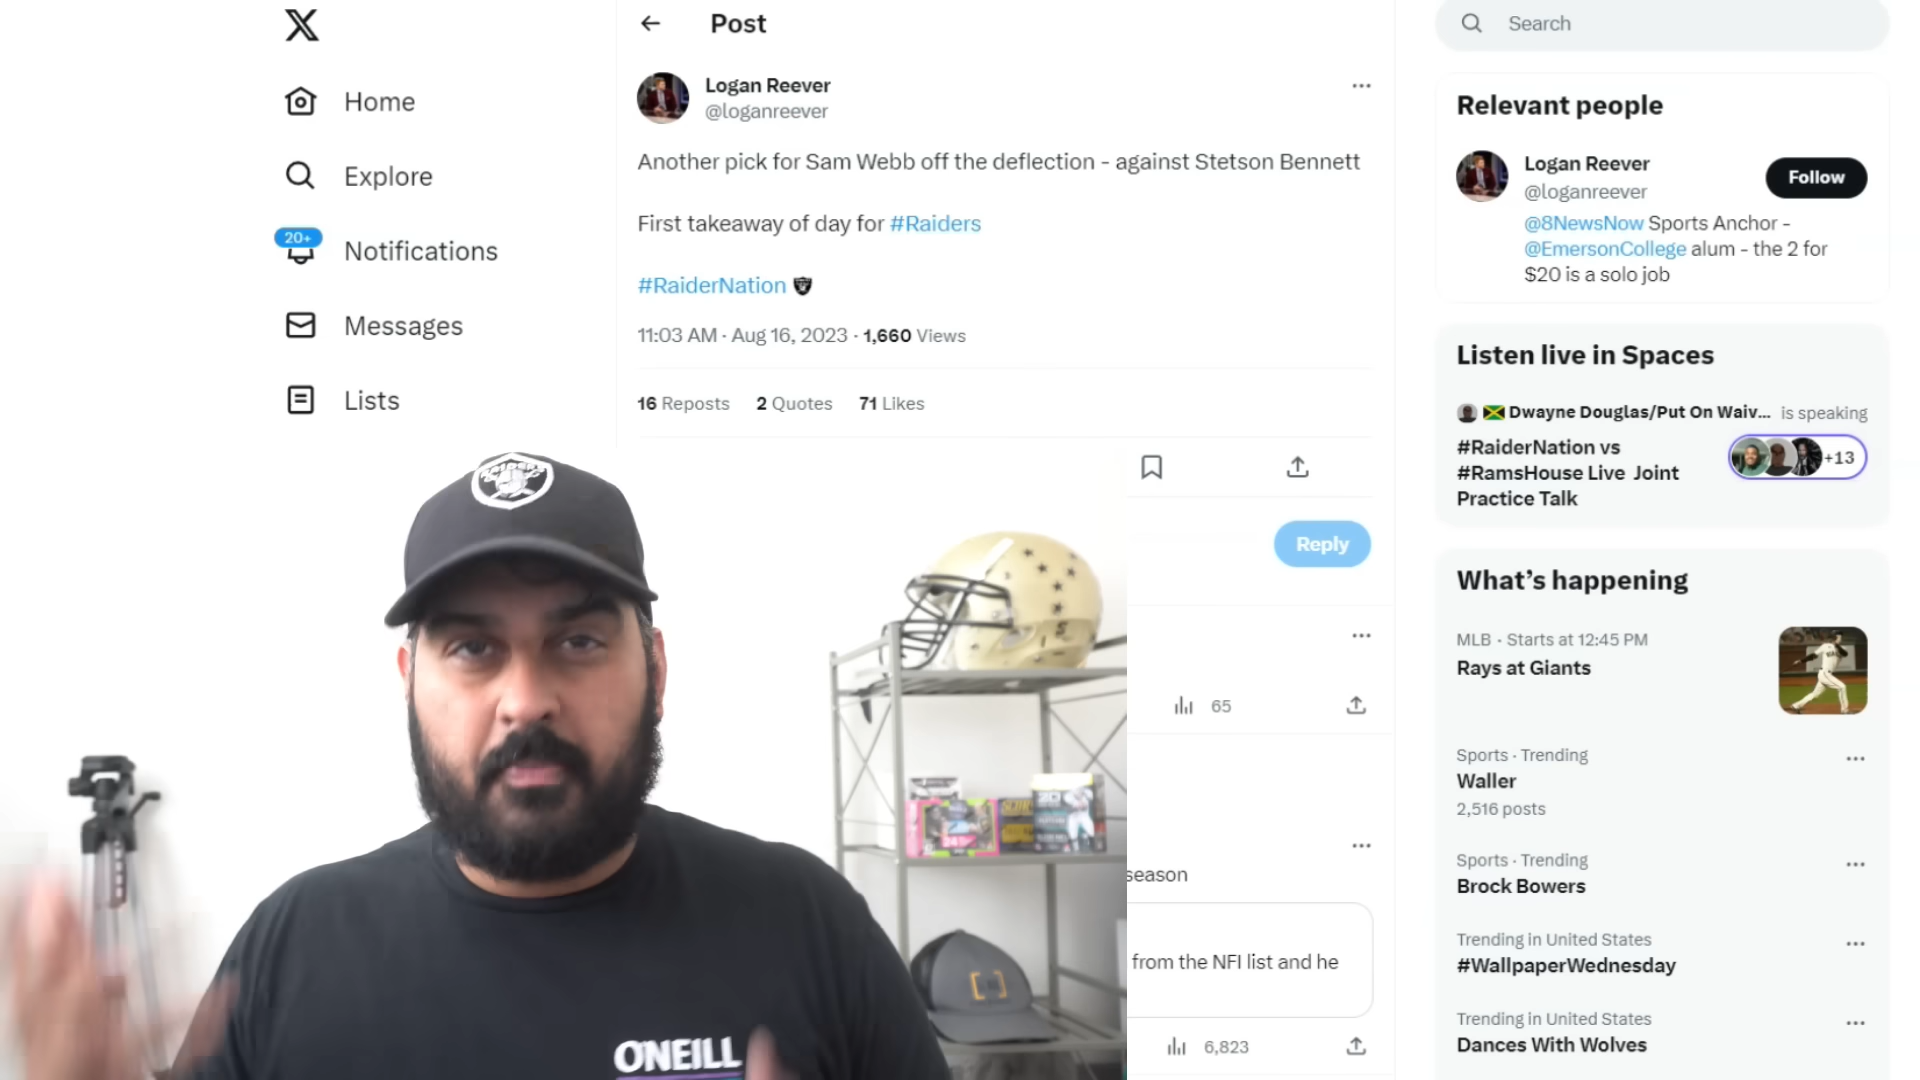 Home
Explore
20+
Notifications
Messages
Lists
Post
Logan Reever
@loganreever
Another pick for Sam Webb off the deflection - against Stetson Bennett
First takeaway of day for #Raiders
#RaiderNation
11:03 AM · Aug 16, 2023 · 1,660 Views
16 Reposts 2 Quotes 71 Likes
Reply
65
season
from the NFI list and he
6,823
RAIDERS
O'NEILL
Search
Relevant people
Logan Reever
@loganreever
Follow
@8NewsNow Sports Anchor -
@EmersonCollege alum - the 2 for
$20 is a solo job
Listen live in Spaces
Dwayne Douglas/Put On Waiv... is speaking
#RaiderNation vs
#RamsHouse Live Joint
Practice Talk
+13
What's happening
MLB · Starts at 12:45 PM
Rays at Giants
Sports · Trending
Waller
2,516 posts
Sports · Trending
Brock Bowers
Trending in United States
#WallpaperWednesday
Trending in United States
Dances With Wolves